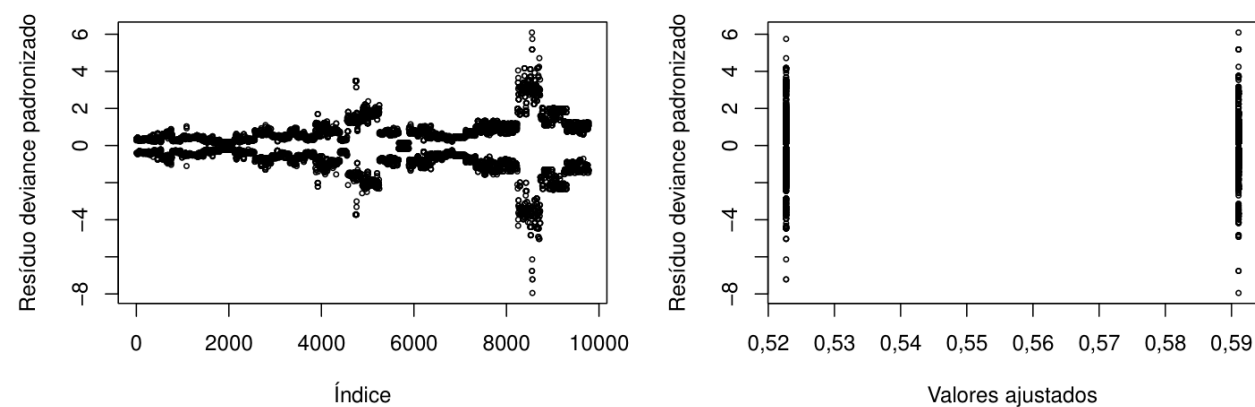 Resíduo deviance padronizado
6
4
2
0
−4
−8
0 2000 4000 6000 8000 10000
Índice
Resíduo deviance padronizado
6
4
2
0
−4
−8
0,52 0,53 0,54 0,55 0,56 0,57 0,58 0,59
Valores ajustados